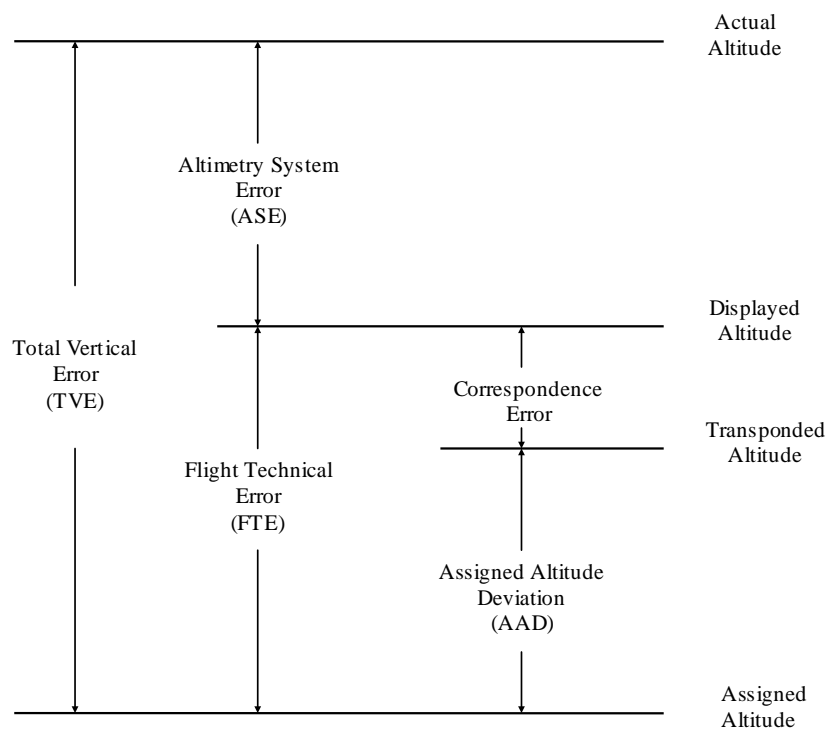 Actual
Altitude
Altimetry System
Error
(ASE)
Displayed
Altitude
Total Vertical
Error
(TVE)
Correspondence
Error
Transponded
Altitude
Flight Technical
Error
(FTE)
Assigned Altitude
Deviation
(AAD)
Assigned
Altitude